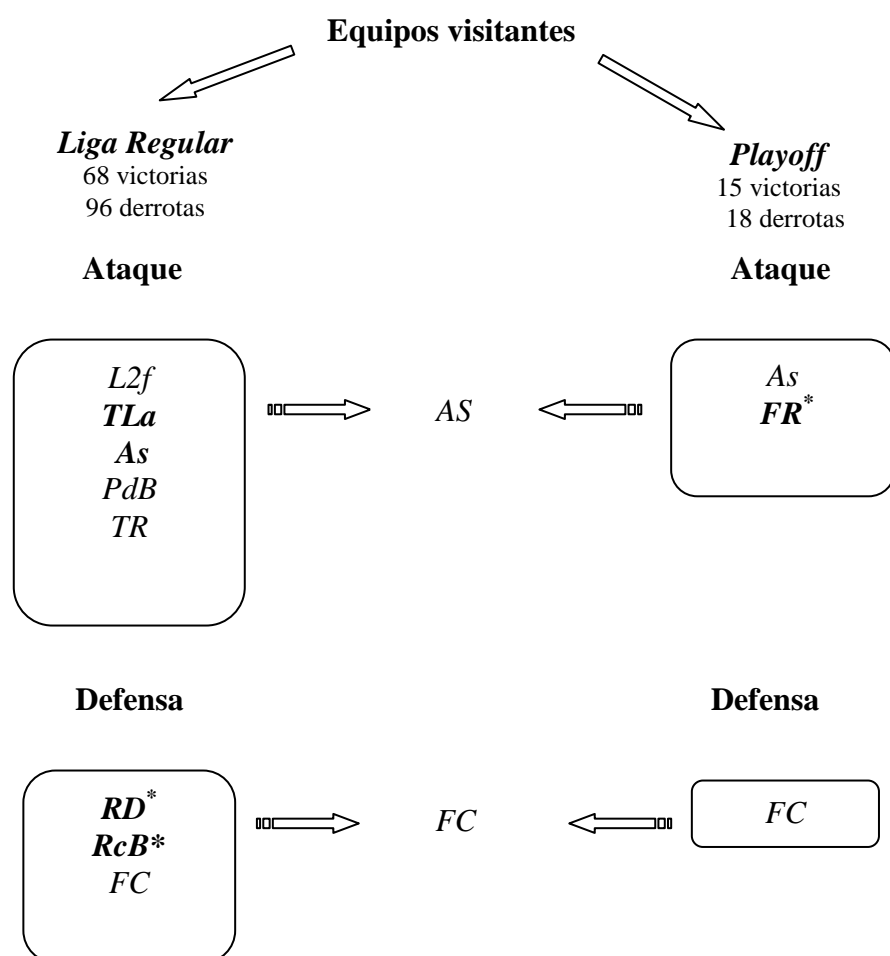 Equipos visitantes
Liga Regular
68 victorias
96 derrotas
Playoff
15 victorias
18 derrotas
Ataque
Ataque
L2f
TLa
As
PdB
TR
AS
As
FR*
Defensa
Defensa
RD*
RcB*
FC
FC
FC